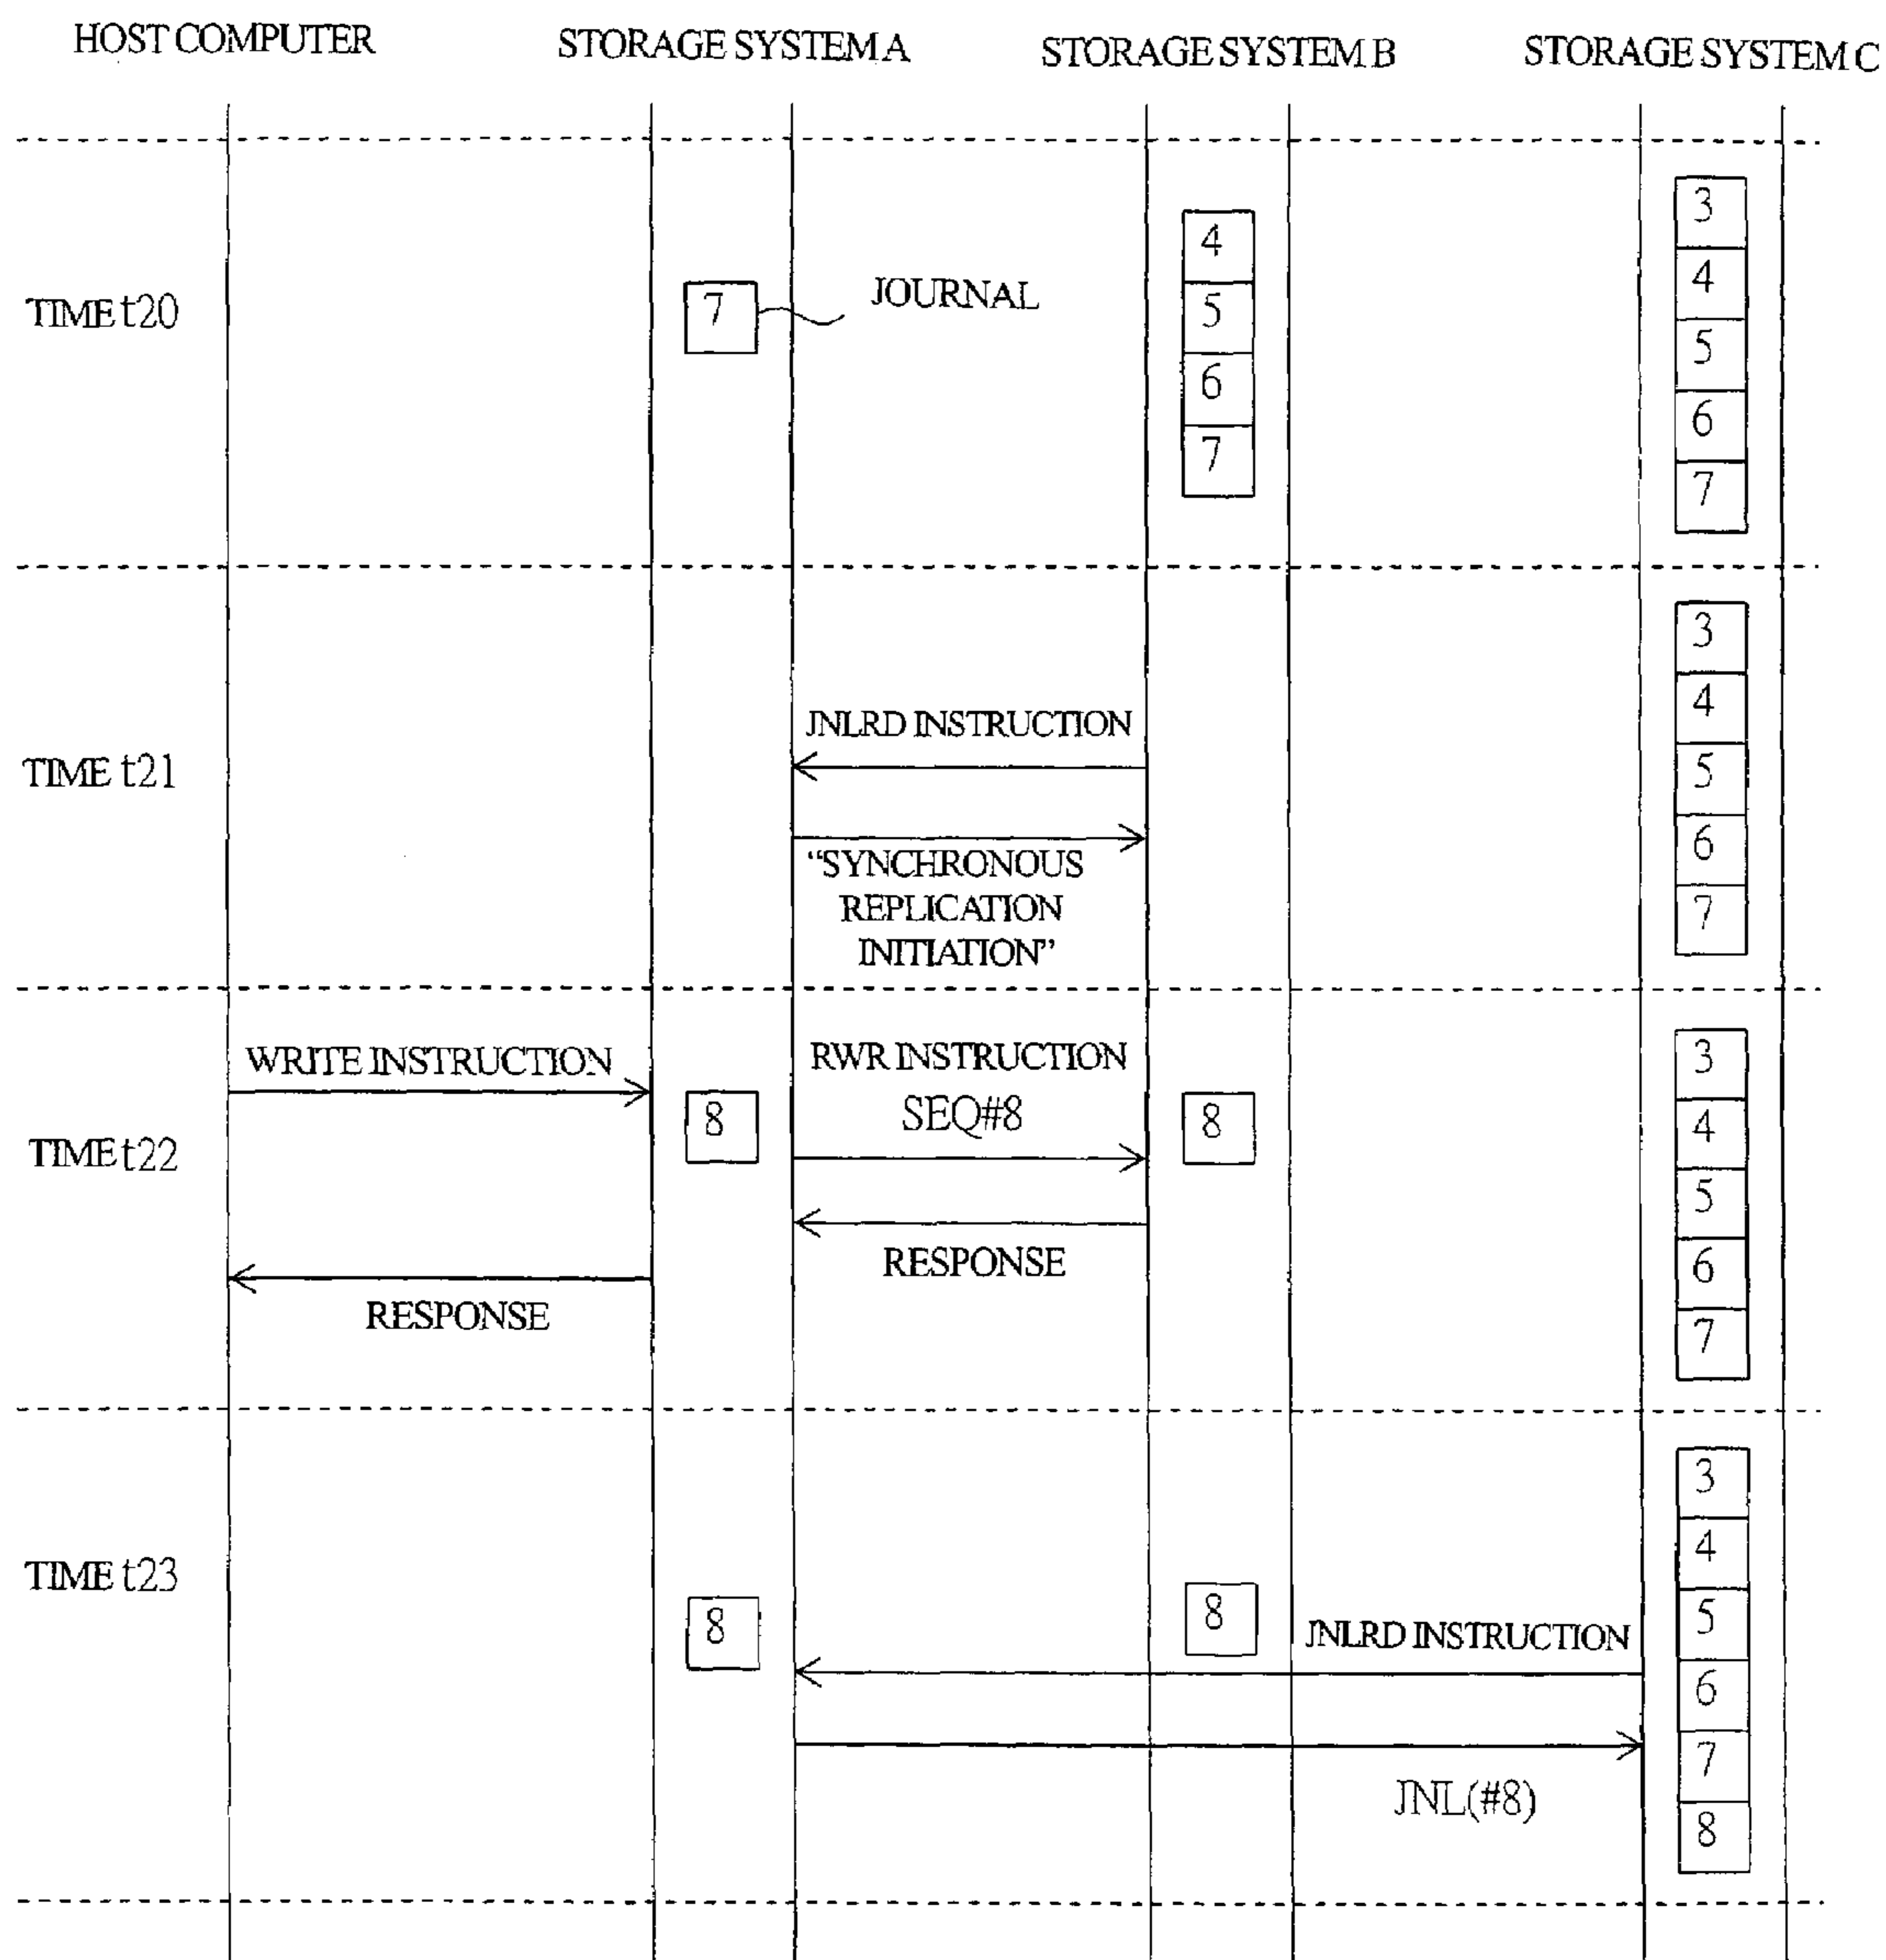 HOST COMPUTER
STORAGE SYSTEM A
STORAGE SYSTEM B
STORAGE SYSTEM C
TIME t20
7
JOURNAL
4
5
6
7
3
4
5
6
7
TIME t21
JNLRD INSTRUCTION
“SYNCHRONOUS
REPLICATION
INITIATION”
3
4
5
6
7
TIME t22
WRITE INSTRUCTION
8
RWR INSTRUCTION
SEQ#8
8
RESPONSE
RESPONSE
3
4
5
6
7
TIME t23
8
8
JNLRD INSTRUCTION
JNL(#8)
3
4
5
6
7
8